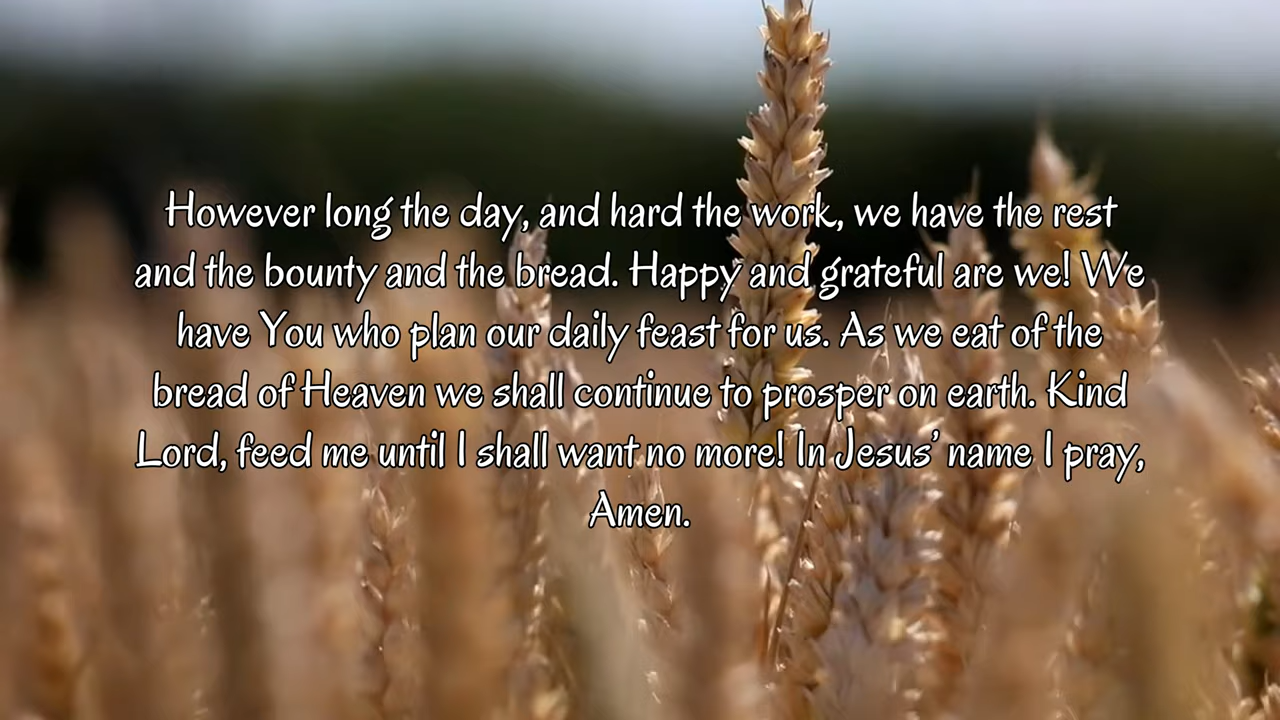 However long the day, and hard the work, we have the rest
and the bounty and the bread. Happy and grateful are we! We
have You who plan our daily feast for us. As we eat of the
bread of Heaven we shall continue to prosper on earth. Kind
Lord, feed me until I shall want no more! In Jesus’ name I pray,
Amen.